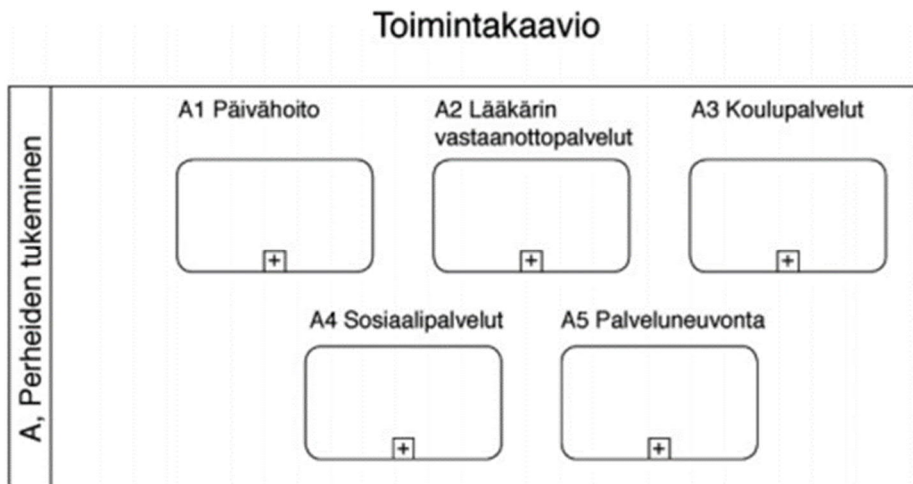 Toimintakaavio
A, Perheiden tukeminen
A1 Päivähoito
A2 Lääkärin
vastaanottopalvelut
A3 Koulupalvelut
A4 Sosiaalipalvelut
A5 Palveluneuvonta